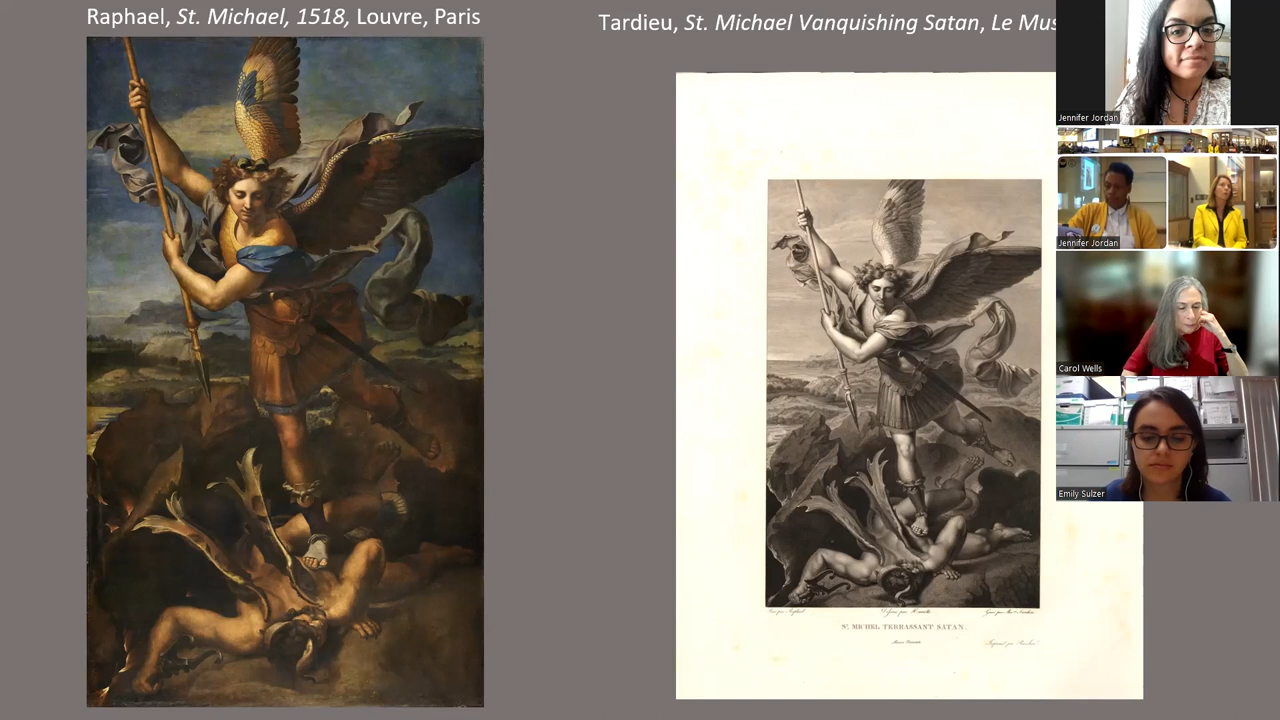 Raphael, St. Michael, 1518, Louvre, Paris
Tardieu, St. Michael Vanquishing Satan, Le Mus
Jennifer Jordan
Jennifer Jordan
Carol Wells
Emily Sulzer
ST. MICHEL TERRASSANT SATAN.